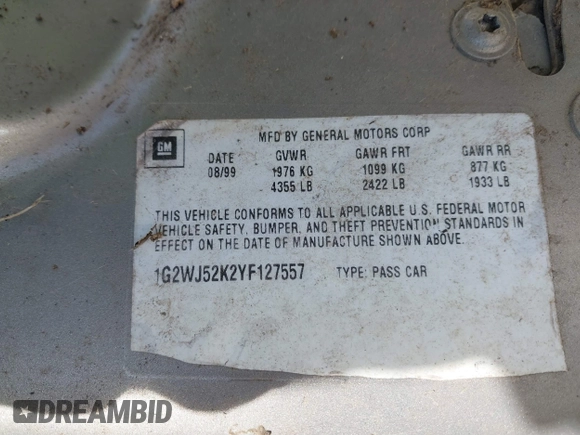 MFD BY GENERAL MOTORS CORP
GM
DATE GVWR GAWR FRT GAWR RR
08/99 1976 KG 1099 KG 877 KG
4355 LB 2422 LB 1933 LB
THIS VEHICLE CONFORMS TO ALL APPLICABLE U.S. FEDERAL MOTOR
VEHICLE SAFETY, BUMPER, AND THEFT PREVENTION STANDARDS IN
EFFECT ON THE DATE OF MANUFACTURE SHOWN ABOVE.
1G2WJ52K2YF127557 TYPE: PASS CAR
DREAMBID